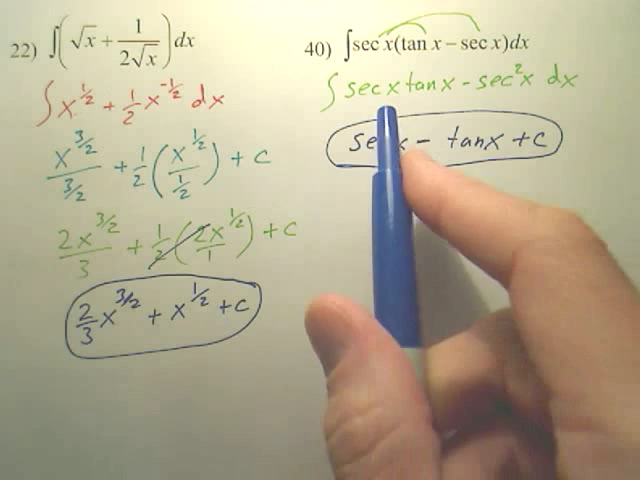 22) ∫(√x + 1/(2√x))dx
∫ x^(1/2) + 1/2 x^(-1/2) dx
x^(3/2)/(3/2) + 1/2 (x^(1/2)/(1/2)) + c
2x^(3/2)/3 + 1/2 (2x^(1/2)/1) + c
2/3 x^(3/2) + x^(1/2) + c
40) ∫sec x(tan x − sec x)dx
∫ sec x tan x - sec²x dx
sec x - tan x + c